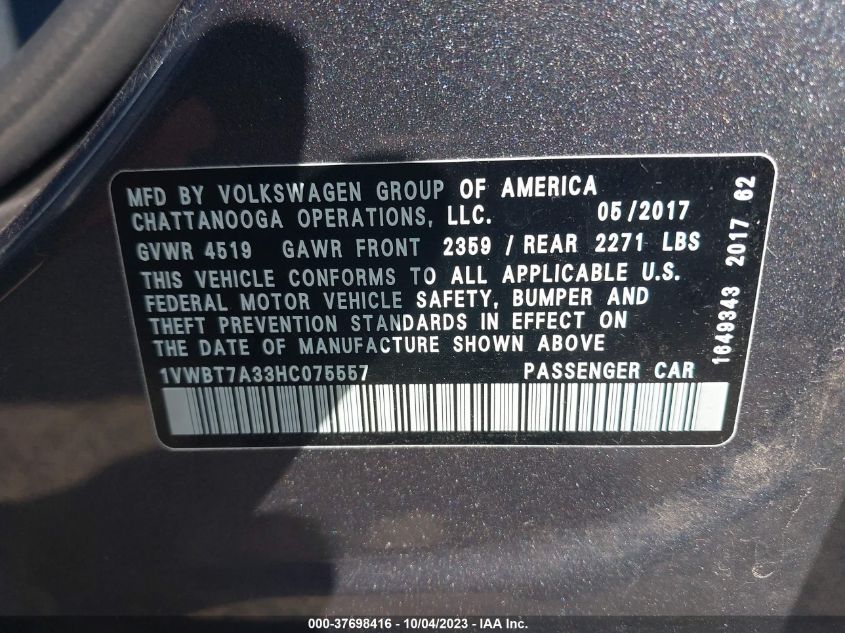 MFD BY VOLKSWAGEN GROUP OF AMERICA
CHATTANOOGA OPERATIONS, LLC. 05/2017
GVWR 4519 GAWR FRONT 2359 / REAR 2271 LBS
THIS VEHICLE CONFORMS TO ALL APPLICABLE U.S.
FEDERAL MOTOR VEHICLE SAFETY, BUMPER AND
THEFT PREVENTION STANDARDS IN EFFECT ON
THE DATE OF MANUFACTURE SHOWN ABOVE
1VWBT7A33HC075557 PASSENGER CAR
1649343 2017 62
000-37698416 - 10/04/2023 - IAAI.COM